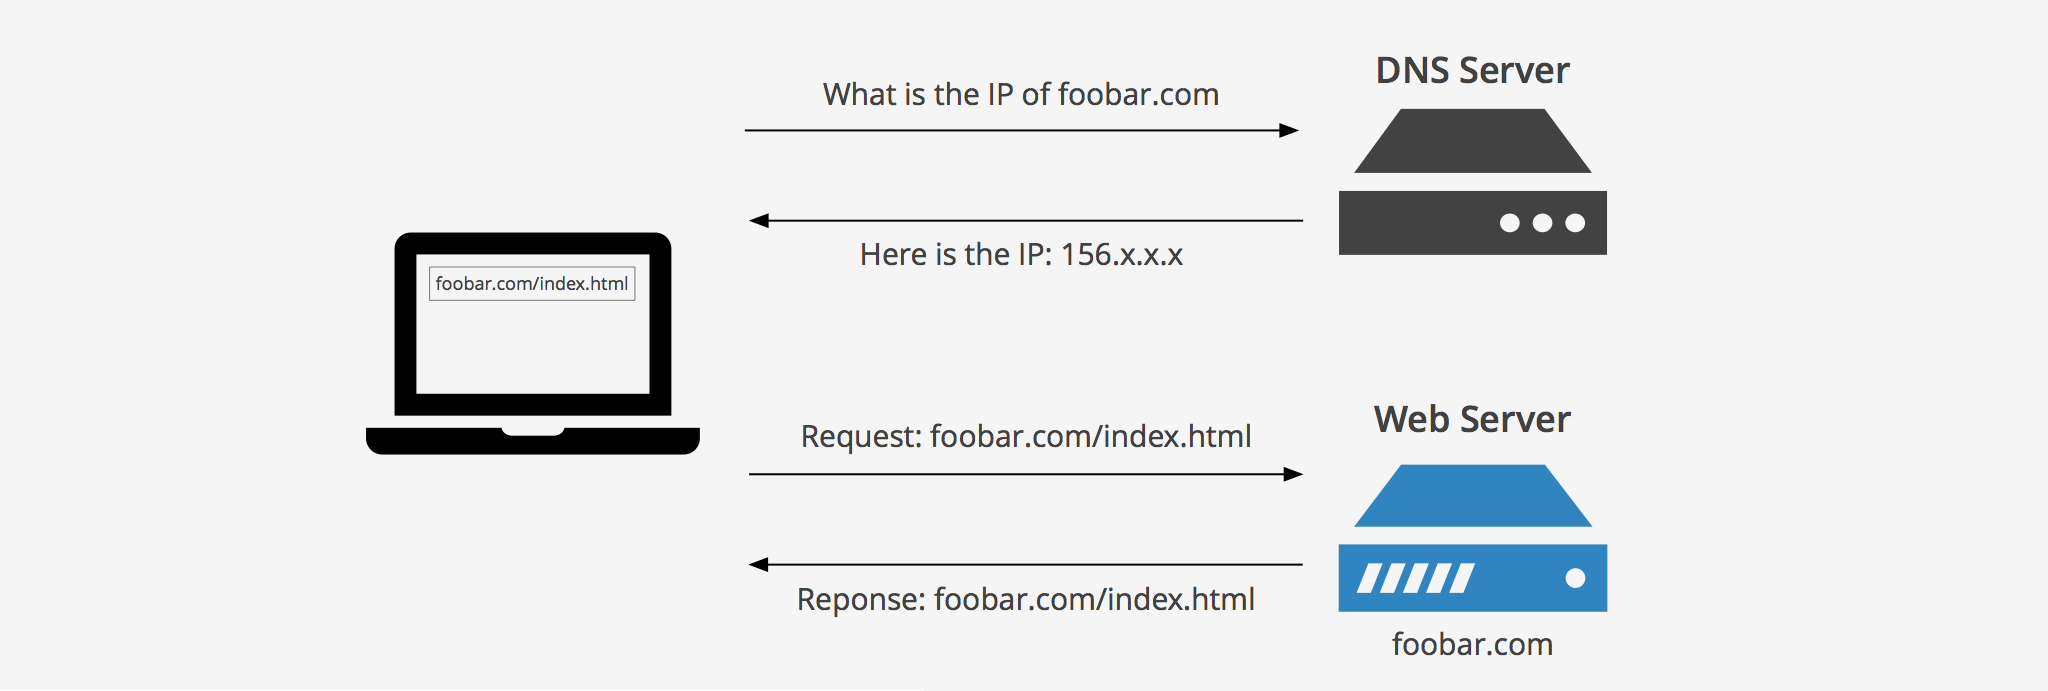 DNS Server
What is the IP of foobar.com
Here is the IP: 156.x.x.x
foobar.com/index.html
Web Server
Request: foobar.com/index.html
Reponse: foobar.com/index.html
foobar.com